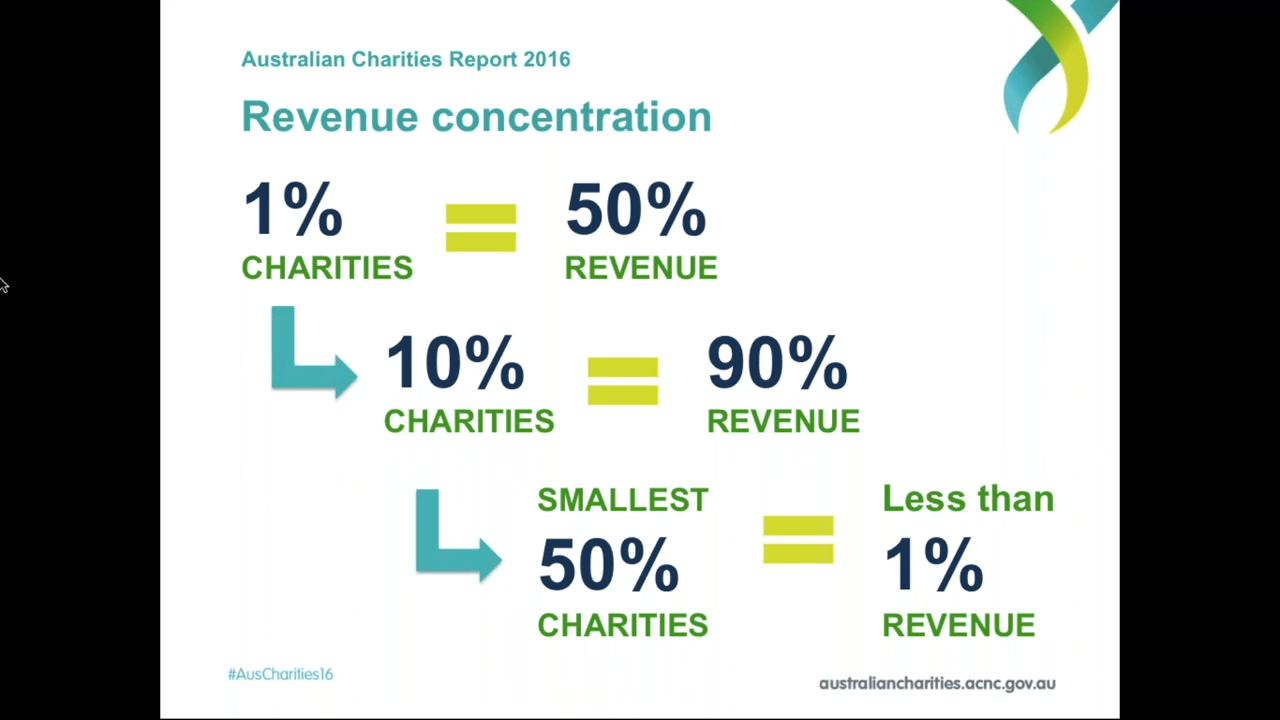 Australian Charities Report 2016
Revenue concentration
1% = 50%
CHARITIES REVENUE
10% = 90%
CHARITIES REVENUE
SMALLEST Less than
50% = 1%
CHARITIES REVENUE
#AusCharities16
australiancharities.acnc.gov.au